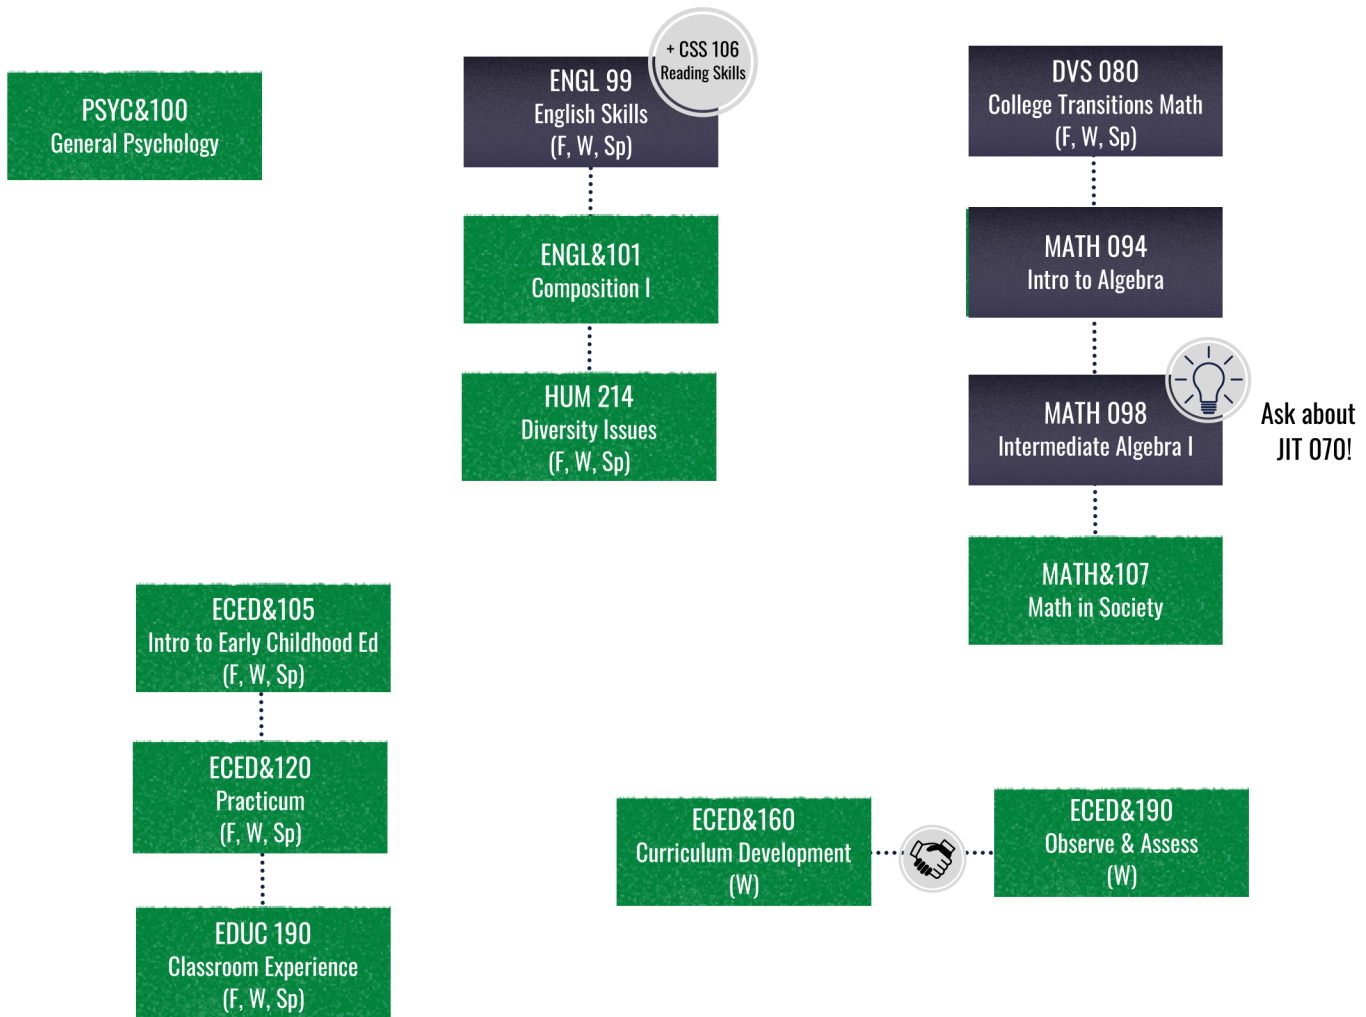 PSYC&100
General Psychology
ENGL 99
English Skills
(F, W, Sp)
+ CSS 106
Reading Skills
ENGL&101
Composition I
HUM 214
Diversity Issues
(F, W, Sp)
DVS 080
College Transitions Math
(F, W, Sp)
MATH 094
Intro to Algebra
MATH 098
Intermediate Algebra I
Ask about
JIT 070!
MATH&107
Math in Society
ECED&105
Intro to Early Childhood Ed
(F, W, Sp)
ECED&120
Practicum
(F, W, Sp)
EDUC 190
Classroom Experience
(F, W, Sp)
ECED&160
Curriculum Development
(W)
ECED&190
Observe & Assess
(W)